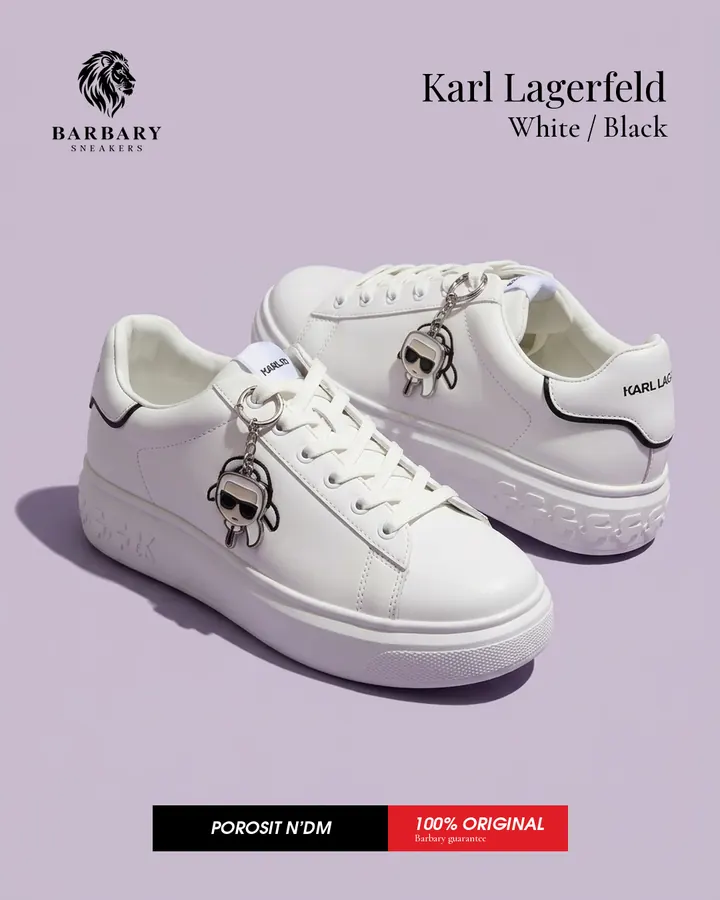 BARBARY
SNEAKERS
Karl Lagerfeld
White / Black
KARL LAG
POROSIT N'DM
100% ORIGINAL
Barbary guarantee